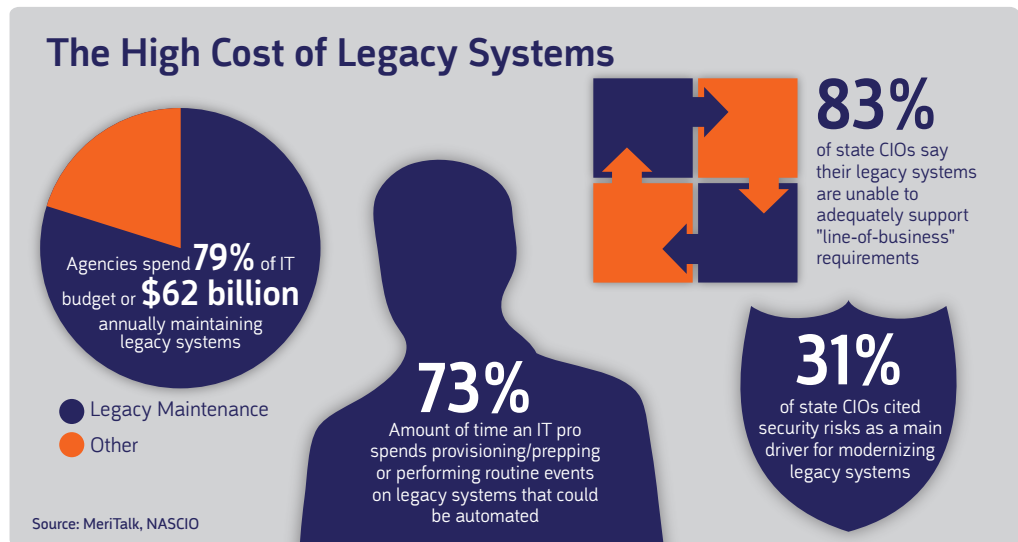 The High Cost of Legacy Systems
Agencies spend 79% of IT
budget or $62 billion
annually maintaining
legacy systems
Legacy Maintenance
Other
73%
Amount of time an IT pro
spends provisioning/prepping
or performing routine events
on legacy systems that could
be automated
83%
of state CIOs say
their legacy systems
are unable to
adequately support
"line-of-business"
requirements
31%
of state CIOs cited
security risks as a main
driver for modernizing
legacy systems
Source: MeriTalk, NASCIO